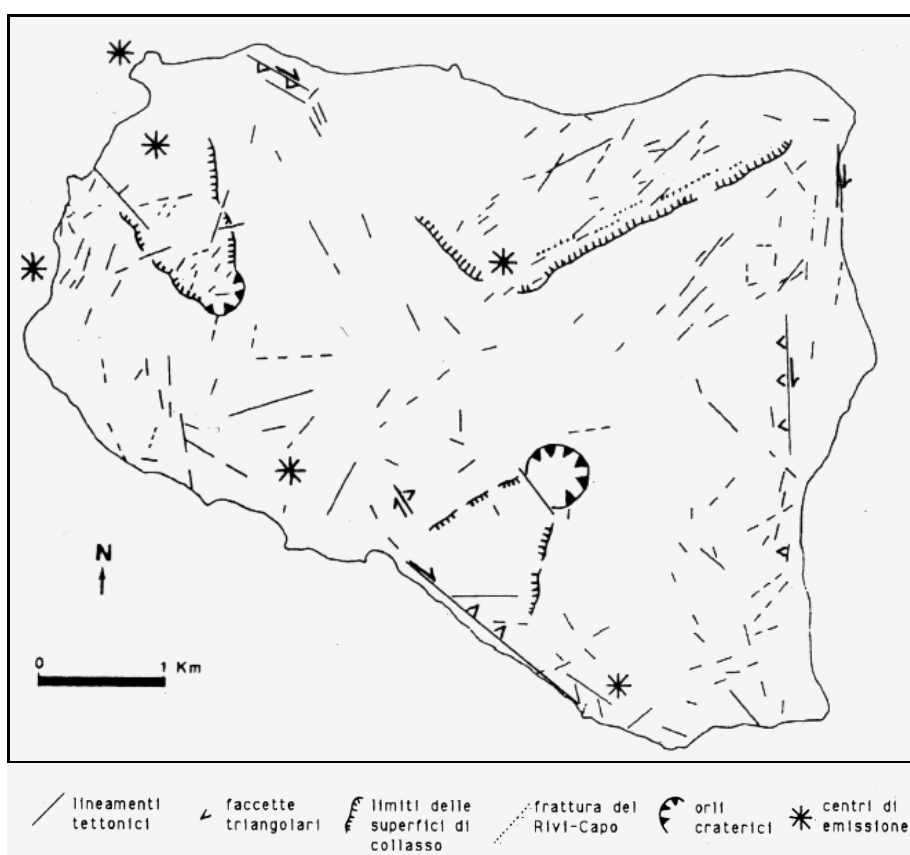 N
0 1 Km
lineamenti
tettonici
faccette
triangolari
limiti delle
superfici di
collasso
frattura del
Rivi-Capo
orli
craterici
centri di
emissione